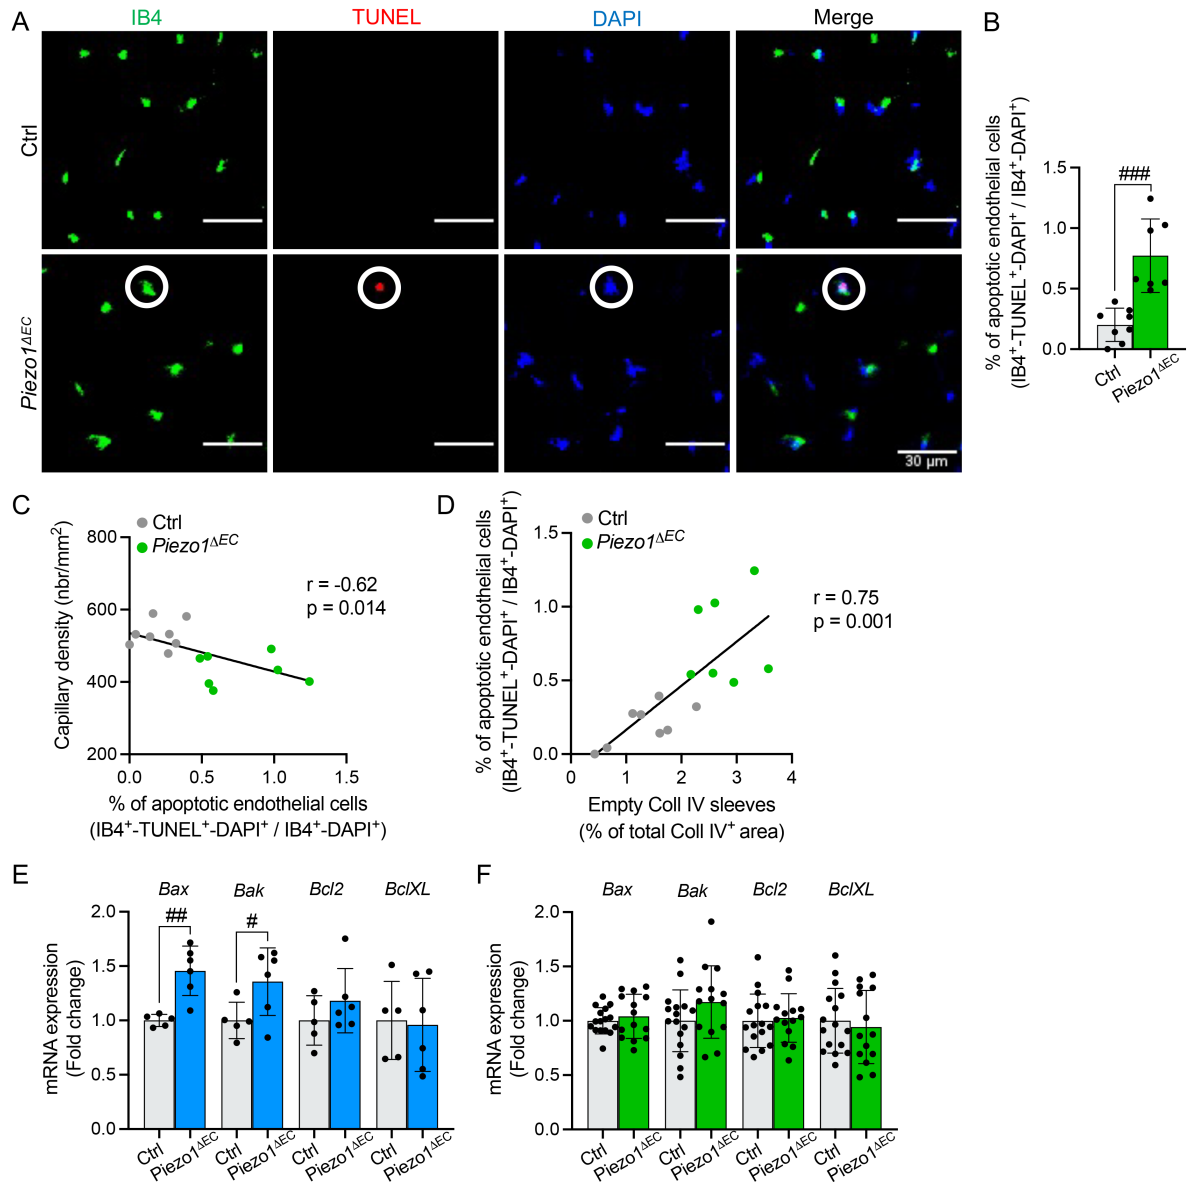 A
IB4
TUNEL
DAPI
Merge
Ctrl
Piezo1ΔEC
30 µm
B
% of apoptotic endothelial cells
(IB4+-TUNEL+-DAPI+ / IB4+-DAPI+)
1.5
1.0
0.5
0.0
###
Ctrl
Piezo1ΔEC
C
Ctrl
Piezo1ΔEC
Capillary density (nbr/mm2)
800
600
400
200
r = -0.62
p = 0.014
0.0 0.5 1.0 1.5
% of apoptotic endothelial cells
(IB4+-TUNEL+-DAPI+ / IB4+-DAPI+)
D
Ctrl
Piezo1ΔEC
% of apoptotic endothelial cells
(IB4+-TUNEL+-DAPI+ / IB4+-DAPI+)
1.5
1.0
0.5
0.0
r = 0.75
p = 0.001
0 1 2 3 4
Empty Coll IV sleeves
(% of total Coll IV+ area)
E
Bax Bak Bcl2 BclXL
mRNA expression
(Fold change)
2.0
1.5
1.0
0.5
0.0
##
#
Ctrl Piezo1ΔEC Ctrl Piezo1ΔEC Ctrl Piezo1ΔEC Ctrl Piezo1ΔEC
F
Bax Bak Bcl2 BclXL
mRNA expression
(Fold change)
2.0
1.5
1.0
0.5
0.0
Ctrl Piezo1ΔEC Ctrl Piezo1ΔEC Ctrl Piezo1ΔEC Ctrl Piezo1ΔEC